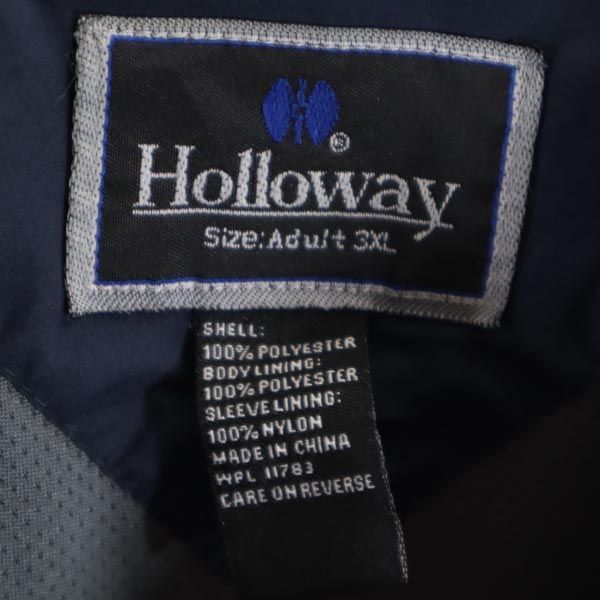 ®
Holloway
Size: Adult 3XL
SHELL:
100% POLYESTER
BODY LINING:
100% POLYESTER
SLEEVE LINING:
100% NYLON
MADE IN CHINA
WPL 11783
CARE ON REVERSE